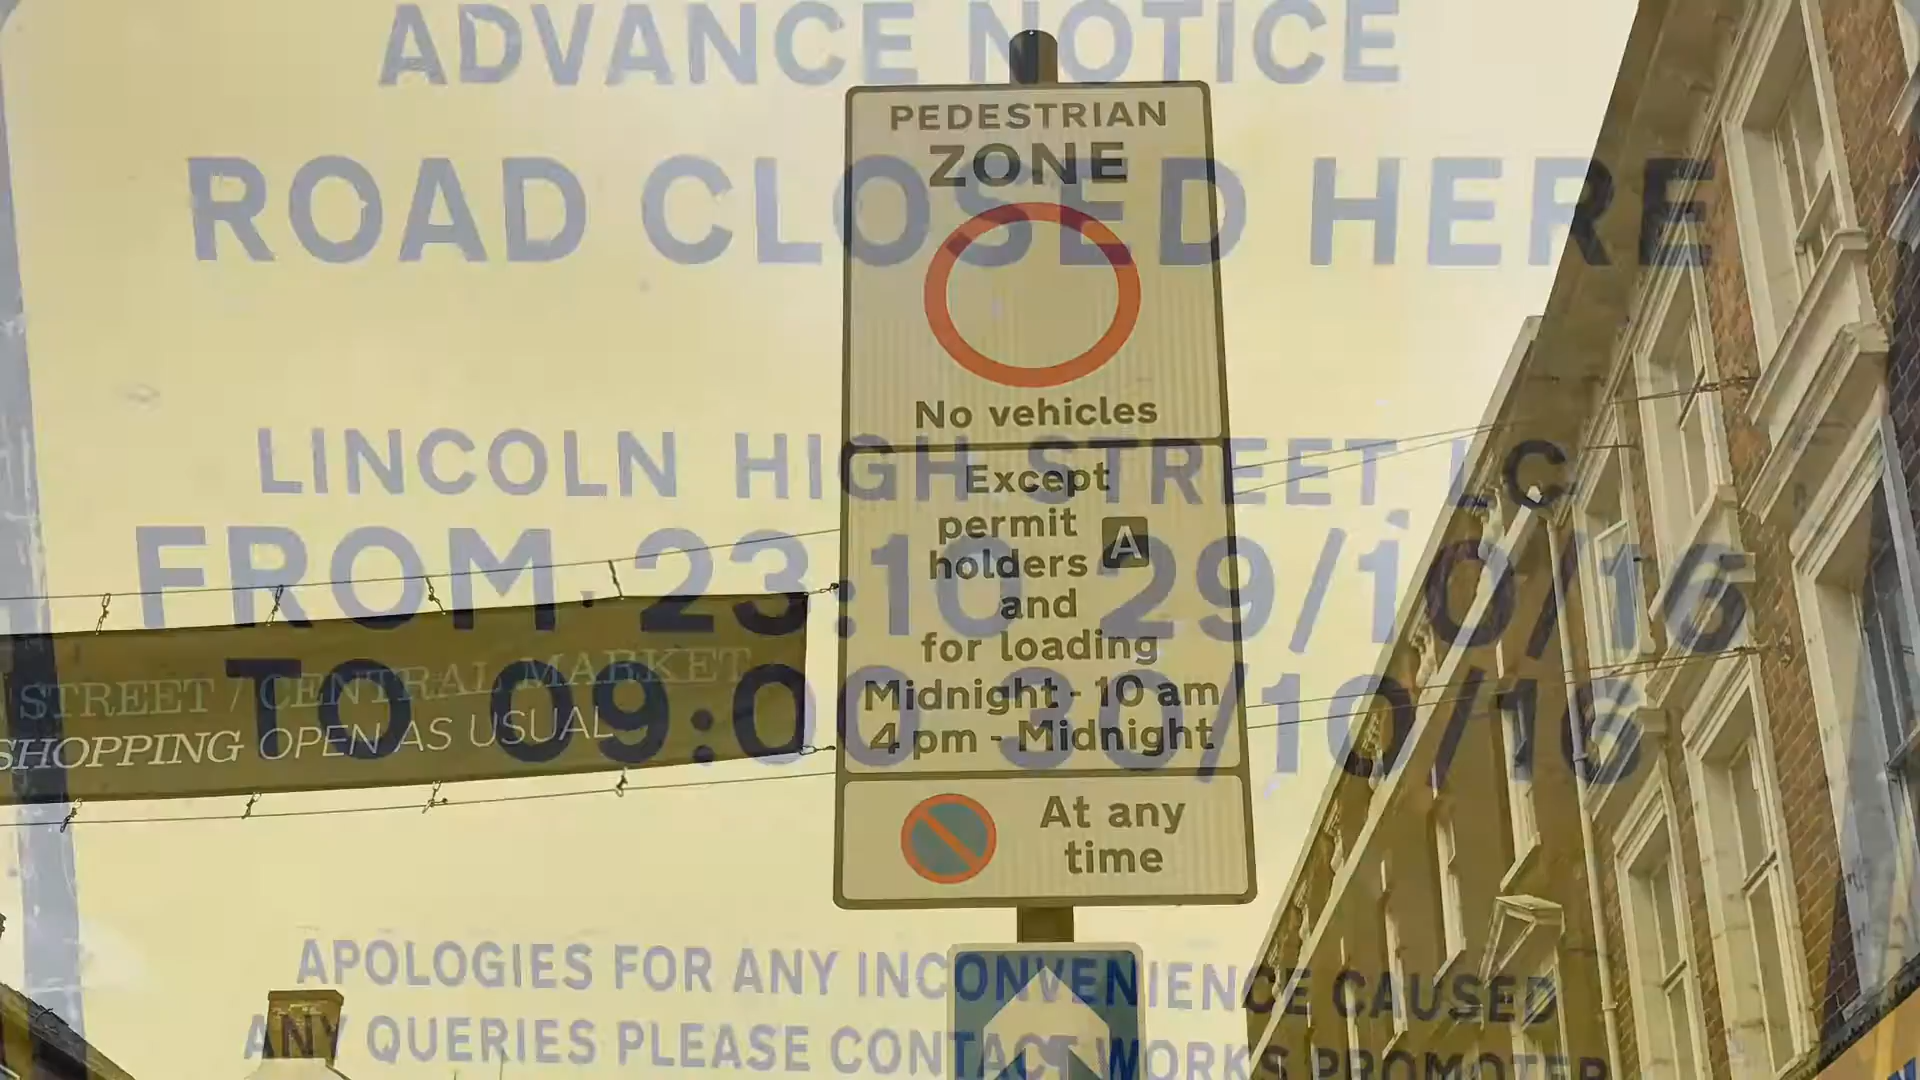 ADVANCE NOTICE
ROAD CLOSED HERE
LINCOLN HIGH STREET LC
FROM 23:10 29/10/16
TO 09:00 30/10/16
APOLOGIES FOR ANY INCONVENIENCE CAUSED
ANY QUERIES PLEASE CONTACT WORKS PROMOTER
PEDESTRIAN
ZONE
No vehicles
Except
permit
holders A
and
for loading
Midnight - 10 am
4 pm - Midnight
At any
time
STREET / CENTRAL MARKET
SHOPPING OPEN AS USUAL